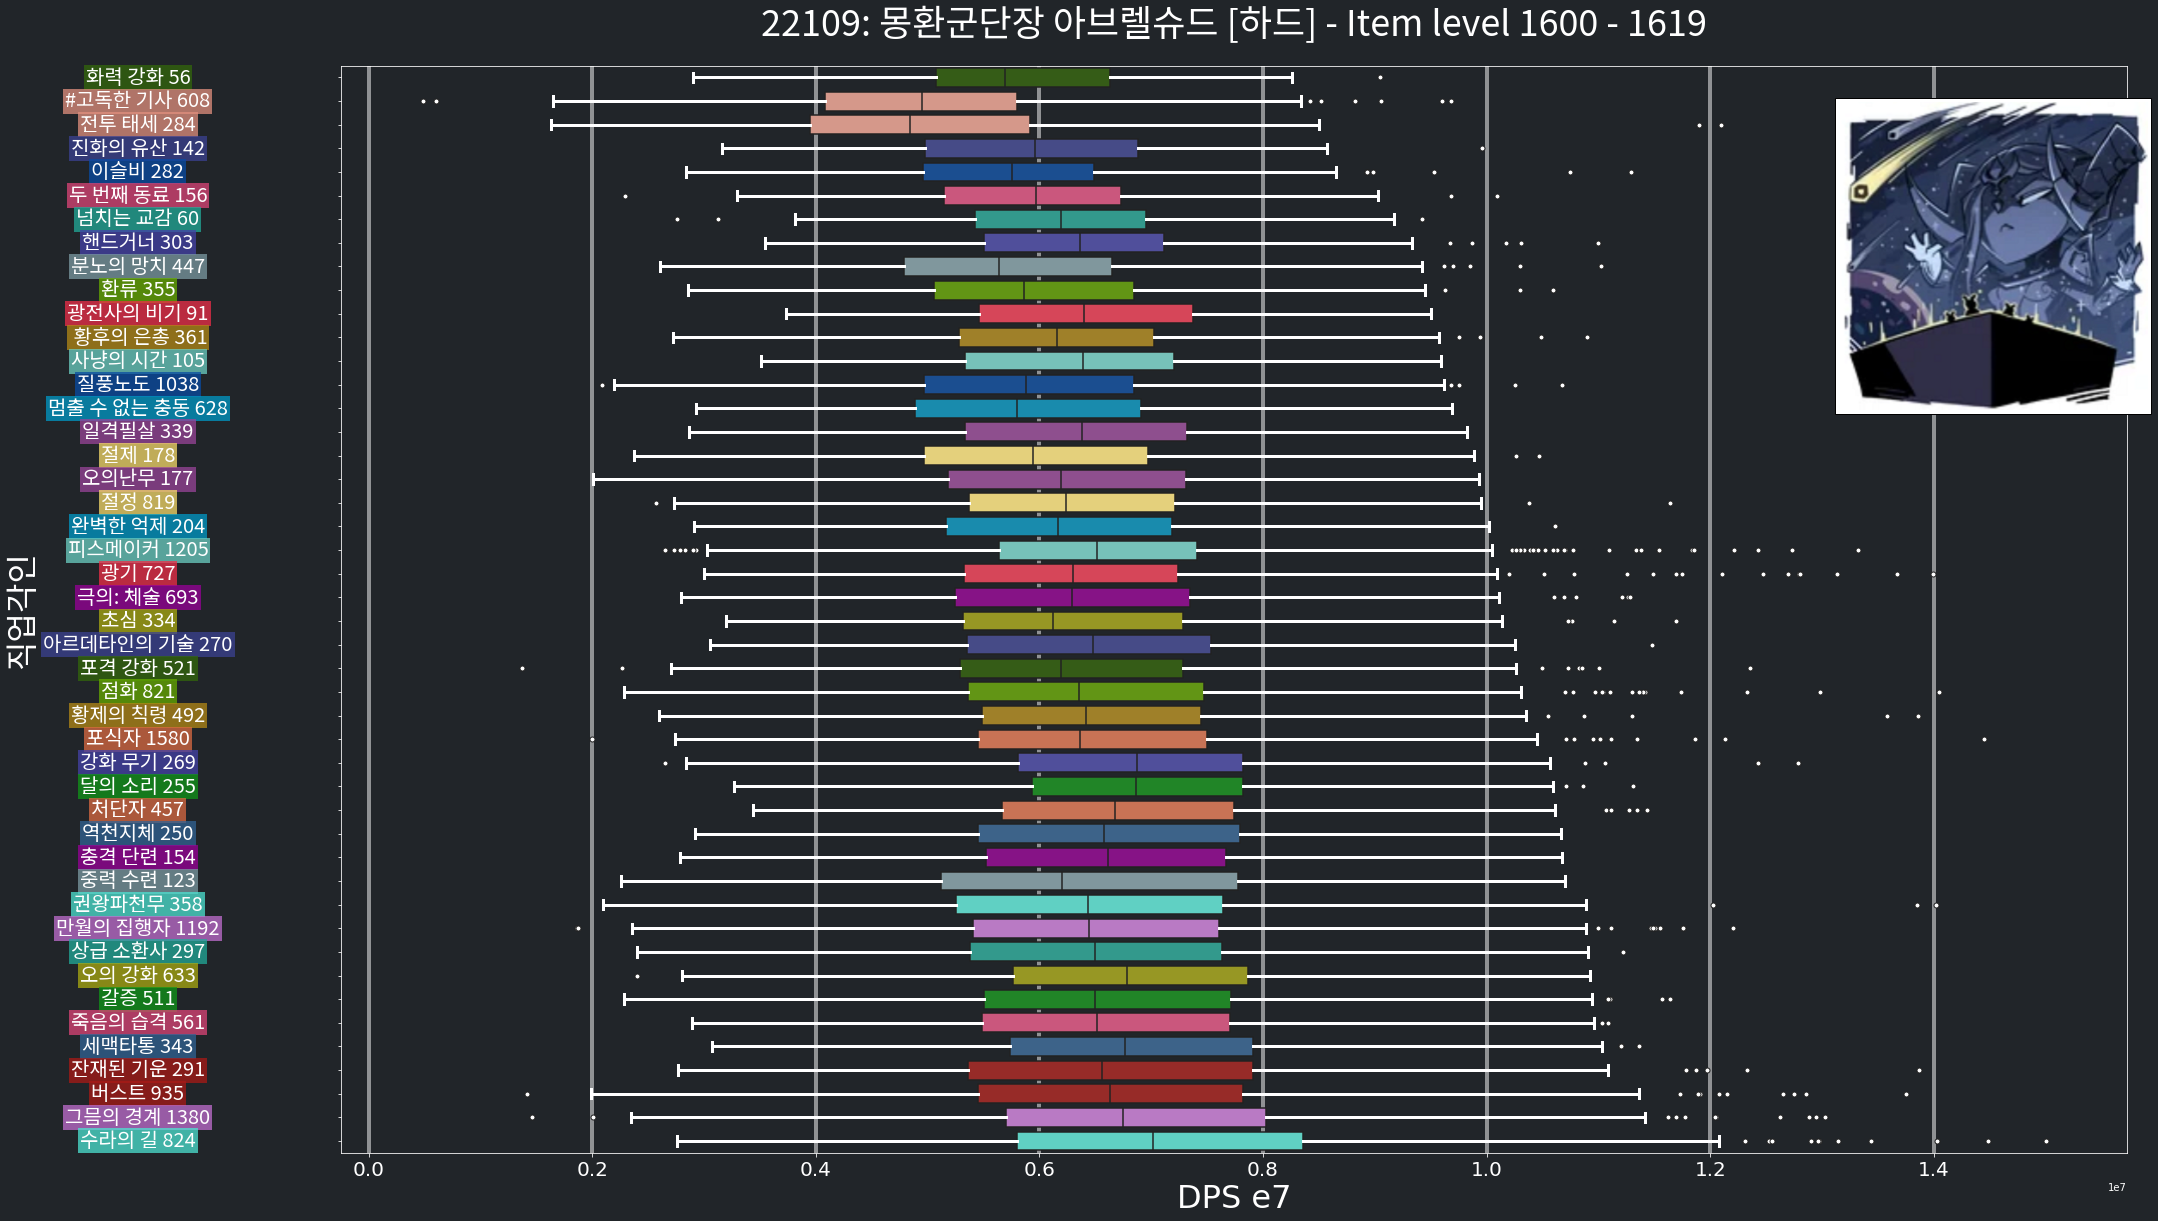 22109: 몽환군단장 아브렐슈드 [하드] - Item level 1600 - 1619
직업각인
화력 강화 56
#고독한 기사 608
전투 태세 284
진화의 유산 142
이슬비 282
두 번째 동료 156
넘치는 교감 60
핸드거너 303
분노의 망치 447
환류 355
광전사의 비기 91
황후의 은총 361
사냥의 시간 105
질풍노도 1038
멈출 수 없는 충동 628
일격필살 339
절제 178
오의난무 177
절정 819
완벽한 억제 204
피스메이커 1205
광기 727
극의: 체술 693
초심 334
아르데타인의 기술 270
포격 강화 521
점화 821
황제의 칙령 492
포식자 1580
강화 무기 269
달의 소리 255
처단자 457
역천지체 250
충격 단련 154
중력 수련 123
권왕파천무 358
만월의 집행자 1192
상급 소환사 297
오의 강화 633
갈증 511
죽음의 습격 561
세맥타통 343
잔재된 기운 291
버스트 935
그믐의 경계 1380
수라의 길 824
0.0 0.2 0.4 0.6 0.8 1.0 1.2 1.4
DPS e7
1e7